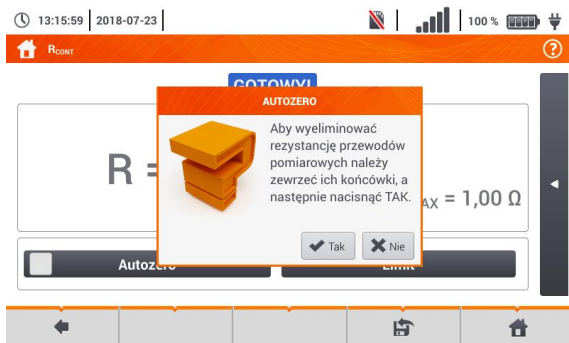 13:15:59 2018-07-23 100 %
RCONT ?
GOTOWY!
AUTOZERO
Aby wyeliminować
rezystancję przewodów
pomiarowych należy
zewrzeć ich końcówki, a
następnie nacisnąć TAK.
R = AX = 1,00 Ω
Tak Nie
Autozero Limit